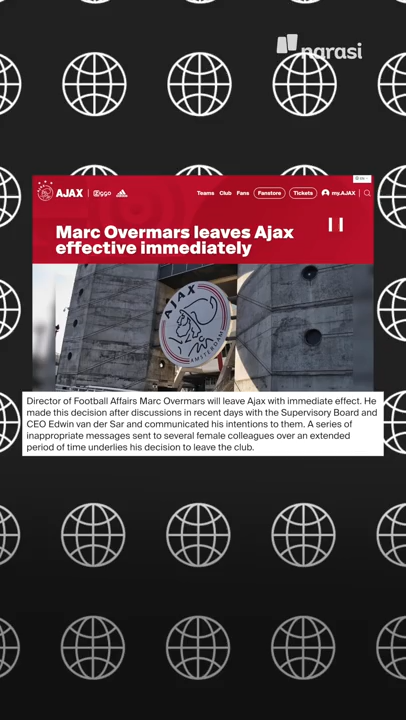 narasi
AJAX
Ziggo
adidas
Teams Club Fans Fanstore Tickets my.AJAX
Marc Overmars leaves Ajax
effective immediately
AJAX
AMSTERDAM
Director of Football Affairs Marc Overmars will leave Ajax with immediate effect. He
made this decision after discussions in recent days with the Supervisory Board and
CEO Edwin van der Sar and communicated his intentions to them. A series of
inappropriate messages sent to several female colleagues over an extended
period of time underlies his decision to leave the club.